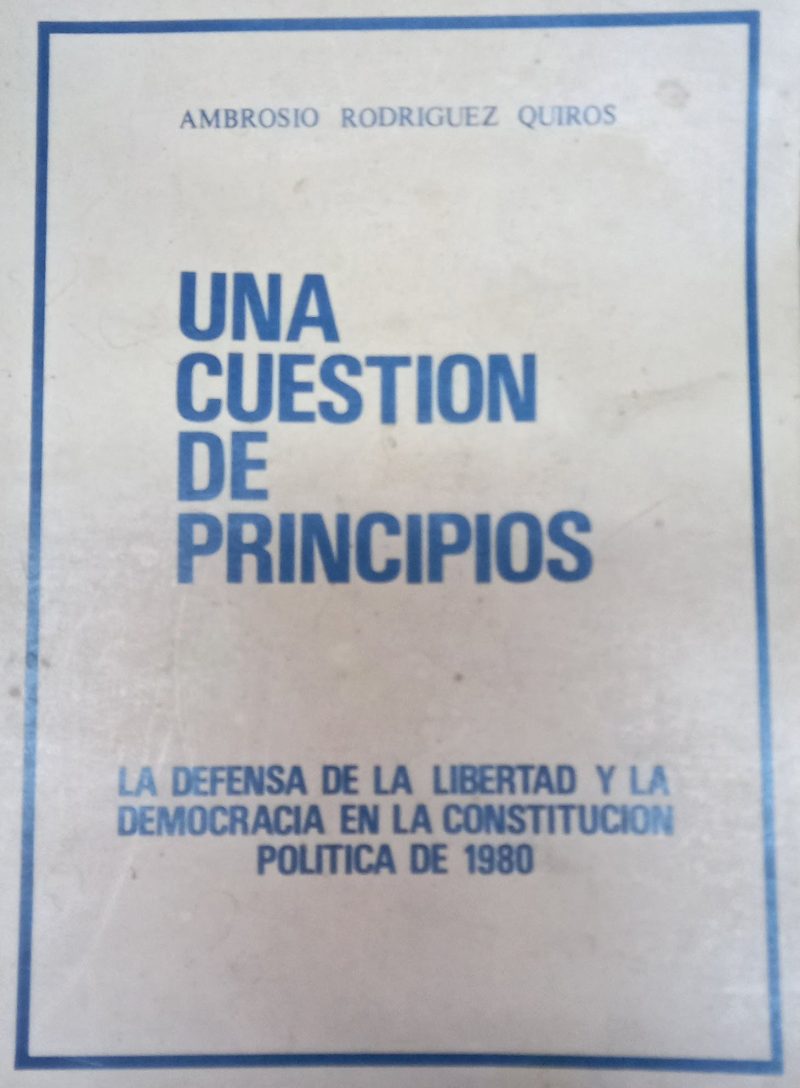 AMBROSIO RODRIGUEZ QUIROS
UNA
CUESTION
DE
PRINCIPIOS
LA DEFENSA DE LA LIBERTAD Y LA
DEMOCRACIA EN LA CONSTITUCION
POLITICA DE 1980